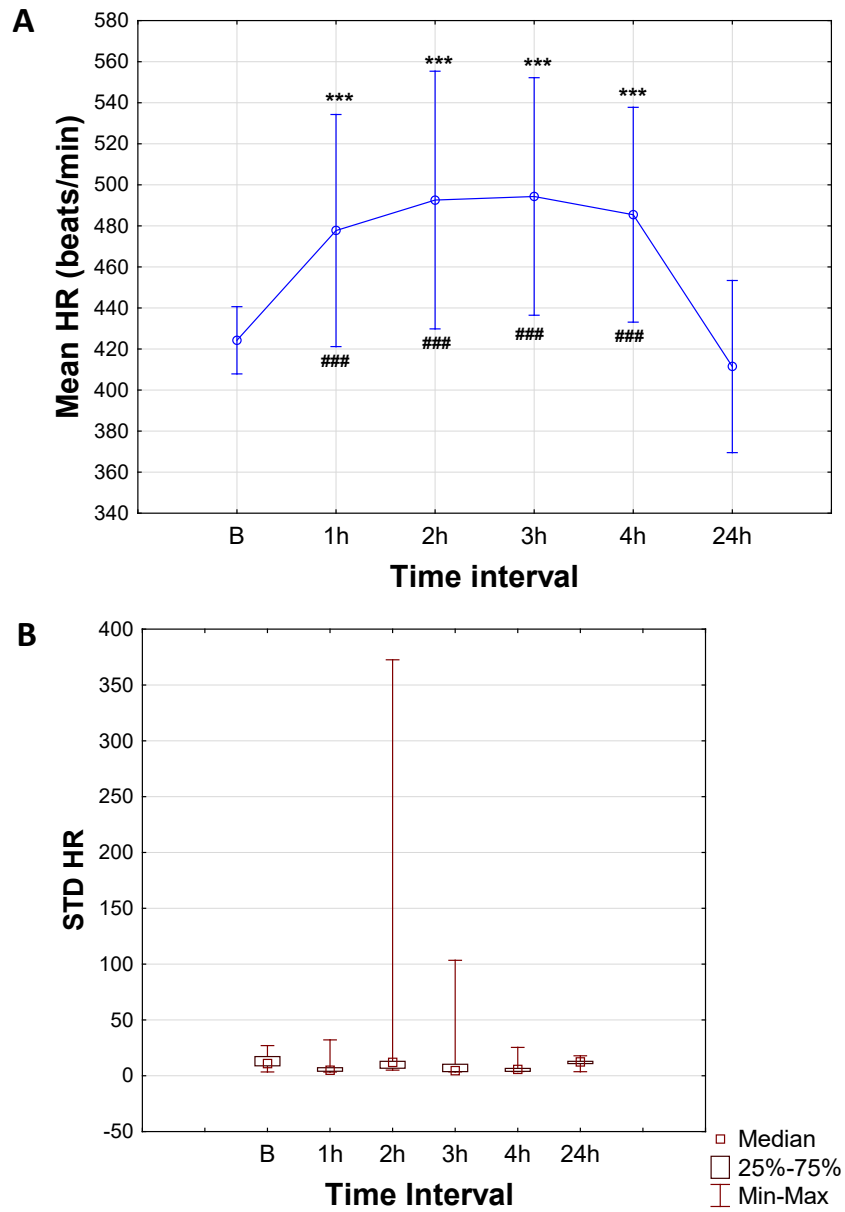 A
580
560
540
520
500
480
460
440
420
400
380
360
340
Mean HR (beats/min)
*** *** *** ***
### ### ### ###
B 1h 2h 3h 4h 24h
Time interval
B
400
350
300
250
200
150
100
50
0
-50
STD HR
B 1h 2h 3h 4h 24h
Time Interval
Median
25%-75%
Min-Max